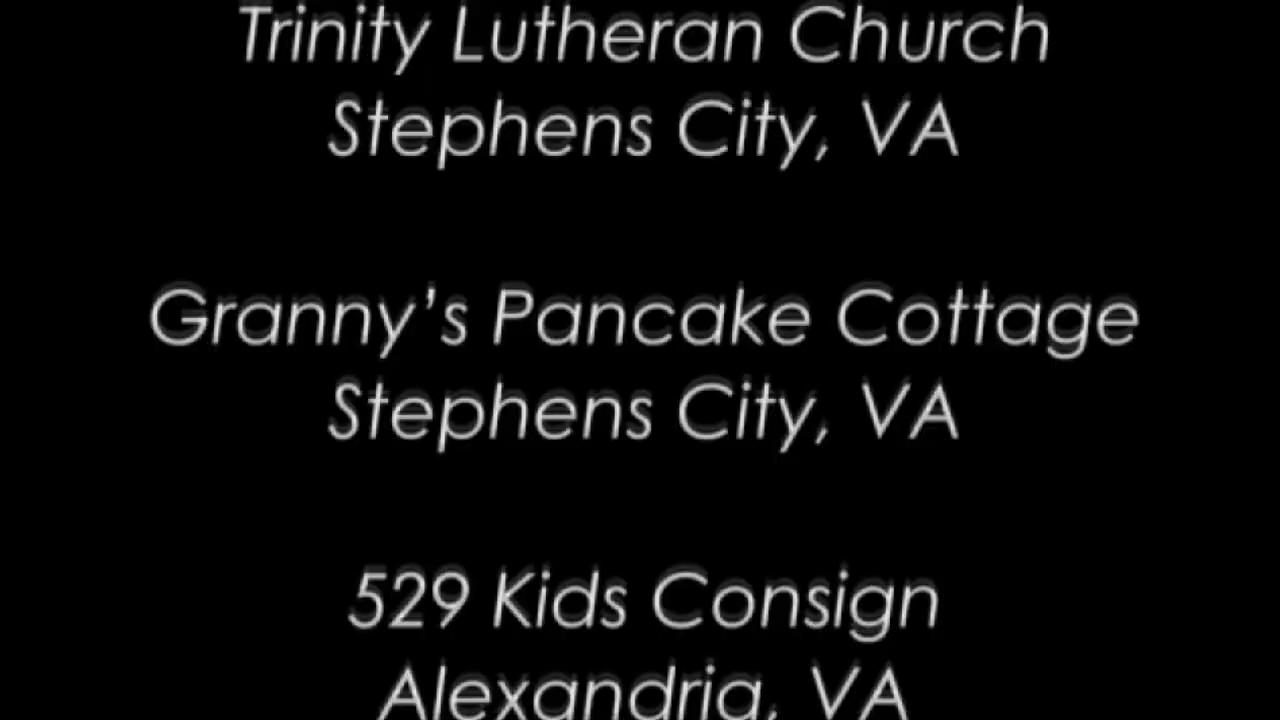 Trinity Lutheran Church
Stephens City, VA
Granny’s Pancake Cottage
Stephens City, VA
529 Kids Consign
Alexandria, VA